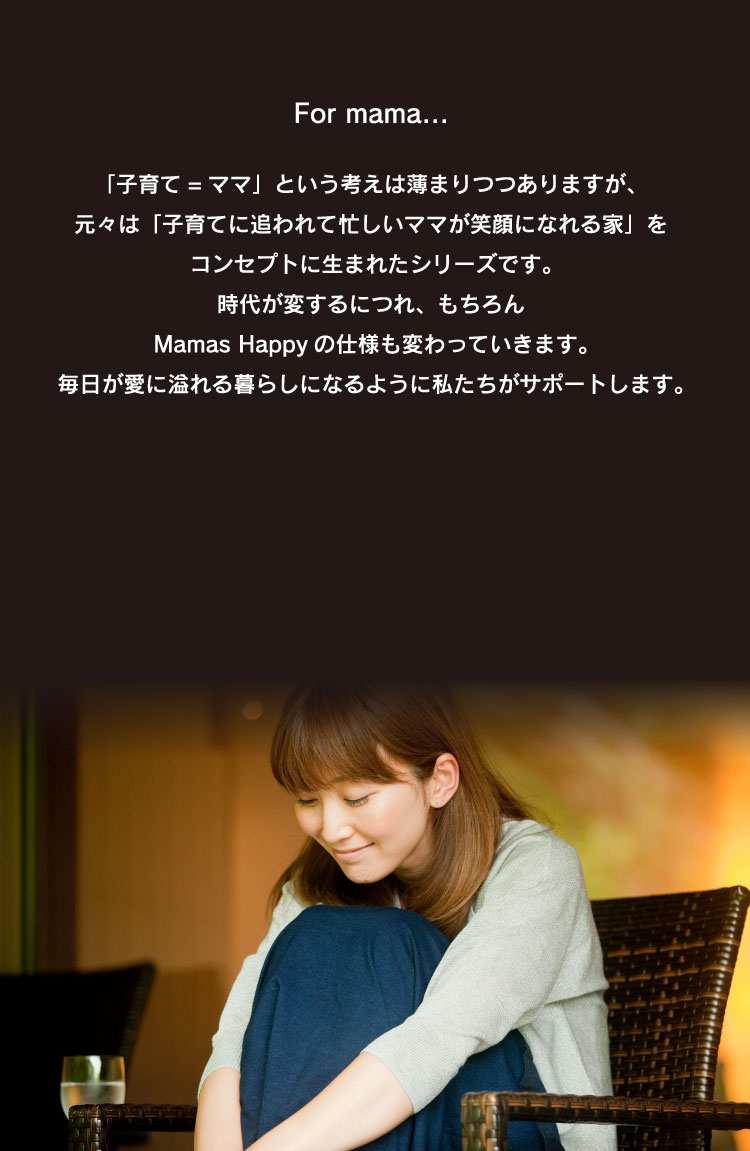 For mama...
「子育て = ママ」という考えは薄まりつつありますが、
元々は「子育てに追われて忙しいママが笑顔になれる家」を
コンセプトに生まれたシリーズです。
時代が変するにつれ、もちろん
Mamas Happy の仕様も変わっていきます。
毎日が愛に溢れる暮らしになるように私たちがサポートします。